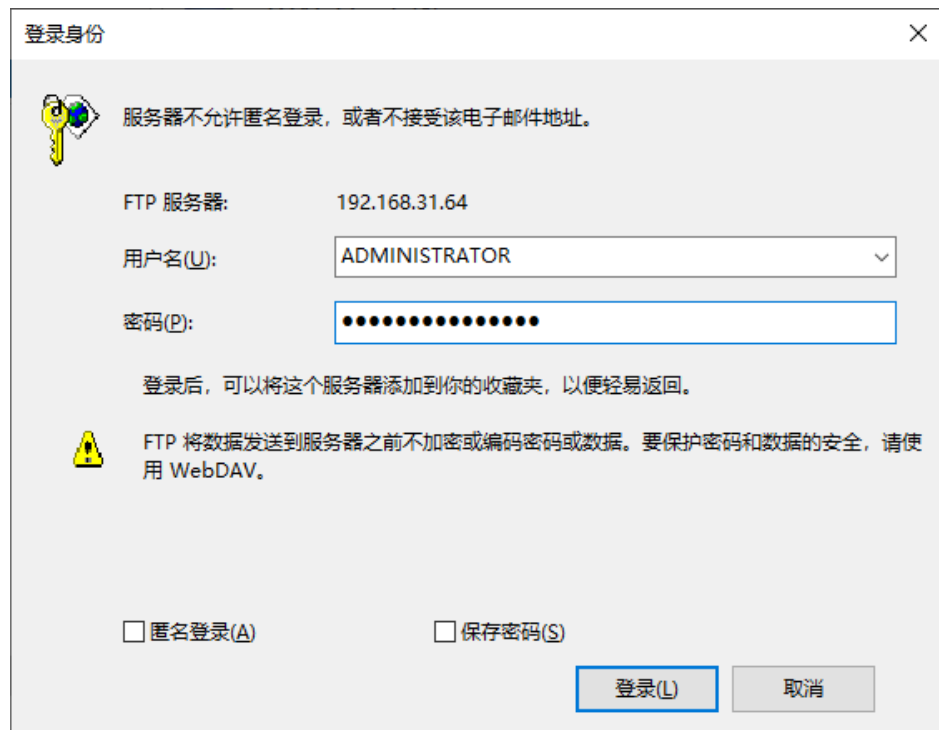 登录身份
服务器不允许匿名登录，或者不接受该电子邮件地址。
FTP 服务器:
192.168.31.64
用户名(U):
ADMINISTRATOR
密码(P):
●●●●●●●●●●●●●●●
登录后，可以将这个服务器添加到你的收藏夹，以便轻易返回。
FTP 将数据发送到服务器之前不加密或编码密码或数据。要保护密码和数据的安全，请使
用 WebDAV。
匿名登录(A)
保存密码(S)
登录(L)
取消